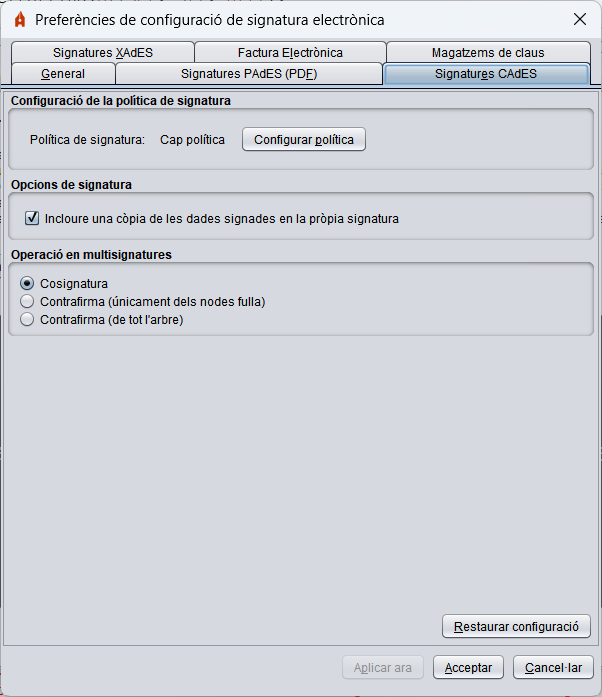 Preferències de configuració de signatura electrònica
Signatures XAdES
Factura Electrònica
Magatzems de claus
General
Signatures PAdES (PDF)
Signatures CAdES
Configuració de la política de signatura
Política de signatura: Cap política Configurar política
Opcions de signatura
Incloure una còpia de les dades signades en la pròpia signatura
Operació en multisignatures
Cosignatura
Contrafirma (únicament dels nodes fulla)
Contrafirma (de tot l'arbre)
Restaurar configuració
Aplicar ara
Acceptar
Cancel·lar